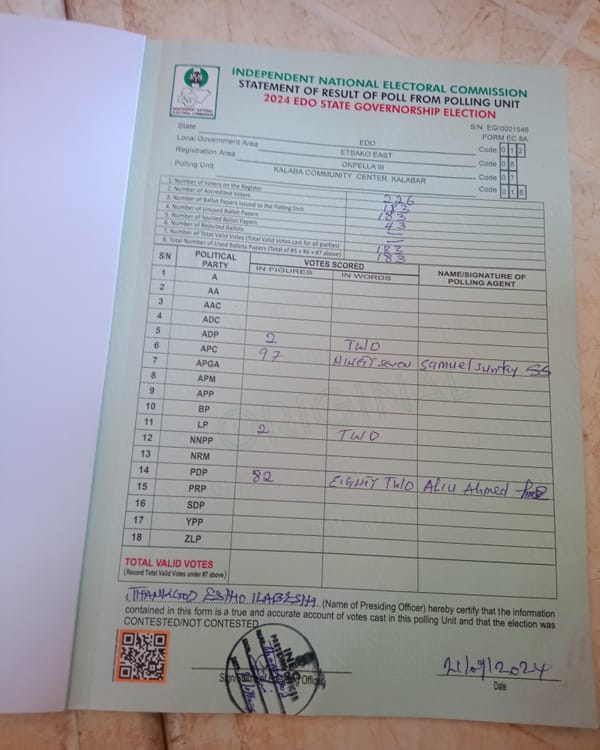 INDEPENDENT NATIONAL ELECTORAL COMMISSION
STATEMENT OF RESULT OF POLL FROM POLLING UNIT
2024 EDO STATE GOVERNORSHIP ELECTION
S/N. EG/0001548
FORM EC 8A
State EDO Code 0 1 2
Local Government Area ETSAKO EAST Code 0 8
Registration Area OKPELLA III Code 0 7
Polling Unit KALABA COMMUNITY CENTER, KALABAR Code 0 1 8
1. Number of Voters on the Register 226
2. Number of Accredited Voters 183
3. Number of Ballot Papers issued to the Polling Unit 183
4. Number of Unused Ballot Papers 43
5. Number of Spoiled Ballot Papers –
6. Number of Rejected Ballots –
7. Number of Total Valid Votes (Total Valid Votes cast for all parties) 183
8. Total Number of Used Ballots Papers (Total of #5 + #6 + #7 above) 183
S/N POLITICAL PARTY VOTES SCORED NAME/SIGNATURE OF POLLING AGENT
IN FIGURES IN WORDS
1 A
2 AA
3 AAC
4 ADC
5 ADP 2 TWO
6 APC 97 NINETY SEVEN Samuel Sunday SS
7 APGA
8 APM
9 APP
10 BP
11 LP 2 TWO
12 NNPP
13 NRM
14 PDP 82 EIGHTY TWO Aliu Ahmed
15 PRP
16 SDP
17 YPP
18 ZLP
ORIGINAL
TOTAL VALID VOTES
(Record Total Valid Votes under #7 above)
I, THANKGOD (Name of Presiding Officer) hereby certify that the information
contained in this form is a true and accurate account of votes cast in this polling Unit and that the election was
CONTESTED/NOT CONTESTED.
21/09/2024
Date